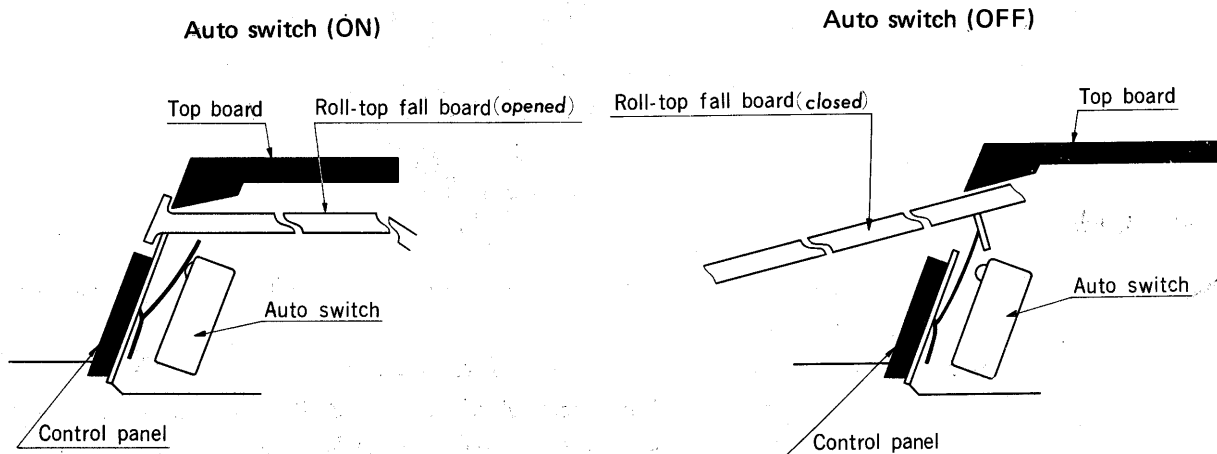 Auto switch (ON)
Top board
Roll-top fall board(opened)
Auto switch
Control panel
Auto switch (OFF)
Roll-top fall board(closed)
Top board
Auto switch
Control panel